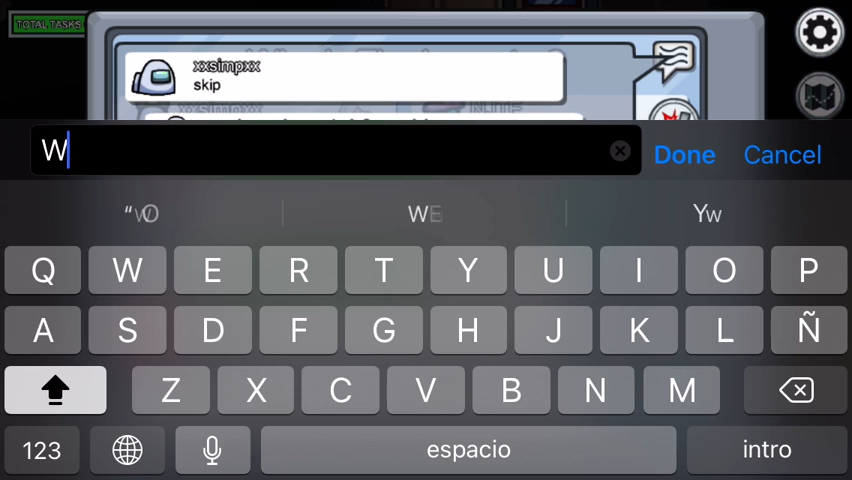 TOTAL TASKS
xxsimpxx
skip
W
Done
Cancel
WE
Yw
Q W E R T Y U I O P
A S D F G H J K L Ñ
Z X C V B N M
123
espacio
intro